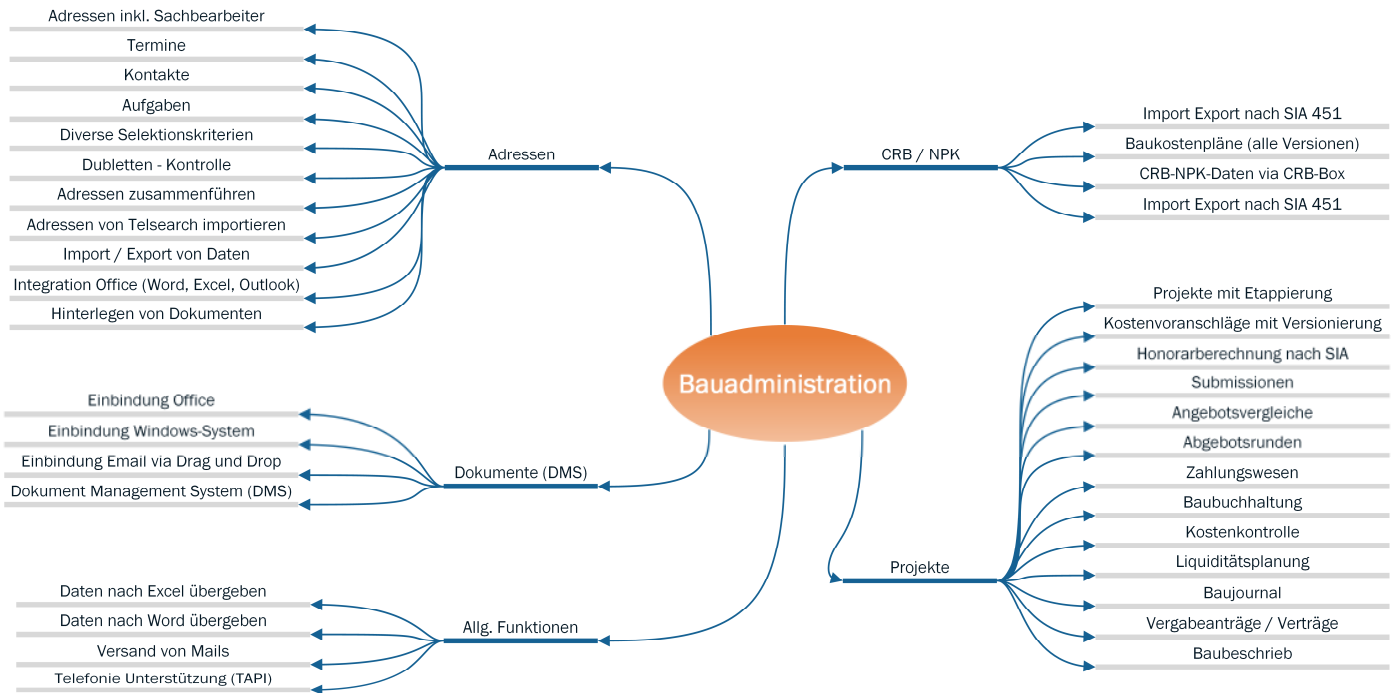 Adressen inkl. Sachbearbeiter
Termine
Kontakte
Aufgaben
Diverse Selektionskriterien
Dubletten - Kontrolle
Adressen zusammenführen
Adressen von Telsearch importieren
Import / Export von Daten
Integration Office (Word, Excel, Outlook)
Hinterlegen von Dokumenten
Adressen
Einbindung Office
Einbindung Windows-System
Einbindung Email via Drag und Drop
Dokument Management System (DMS)
Dokumente (DMS)
Daten nach Excel übergeben
Daten nach Word übergeben
Versand von Mails
Telefonie Unterstützung (TAPI)
Allg. Funktionen
Bauadministration
CRB / NPK
Import Export nach SIA 451
Baukostenpläne (alle Versionen)
CRB-NPK-Daten via CRB-Box
Import Export nach SIA 451
Projekte
Projekte mit Etappierung
Kostenvoranschläge mit Versionierung
Honorarberechnung nach SIA
Submissionen
Angebotsvergleiche
Abgebotsrunden
Zahlungswesen
Baubuchhaltung
Kostenkontrolle
Liquiditätsplanung
Baujournal
Vergabeanträge / Verträge
Baubeschrieb